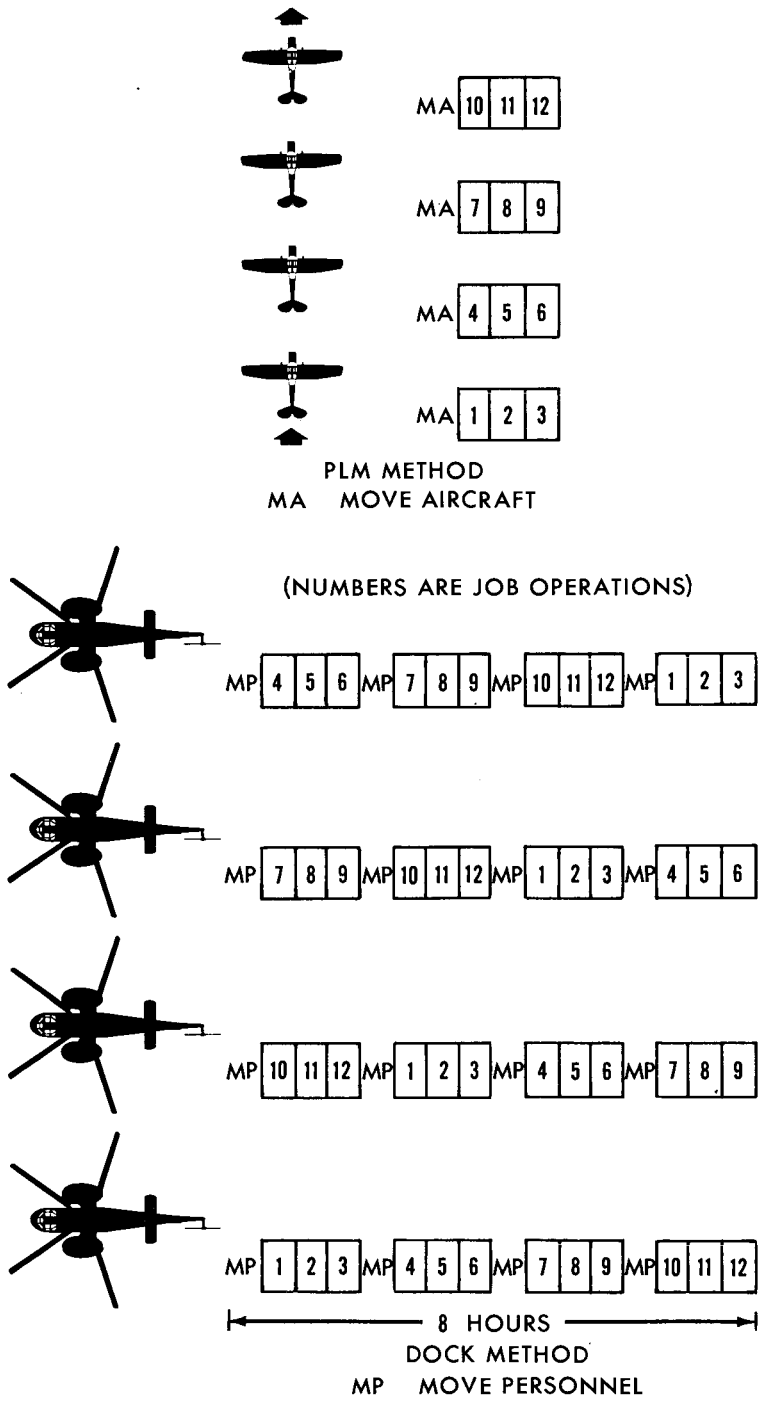 MA 10 11 12
MA 7 8 9
MA 4 5 6
MA 1 2 3
PLM METHOD
MA MOVE AIRCRAFT
(NUMBERS ARE JOB OPERATIONS)
MP 4 5 6 MP 7 8 9 MP 10 11 12 MP 1 2 3
MP 7 8 9 MP 10 11 12 MP 1 2 3 MP 4 5 6
MP 10 11 12 MP 1 2 3 MP 4 5 6 MP 7 8 9
MP 1 2 3 MP 4 5 6 MP 7 8 9 MP 10 11 12
8 HOURS
DOCK METHOD
MP MOVE PERSONNEL